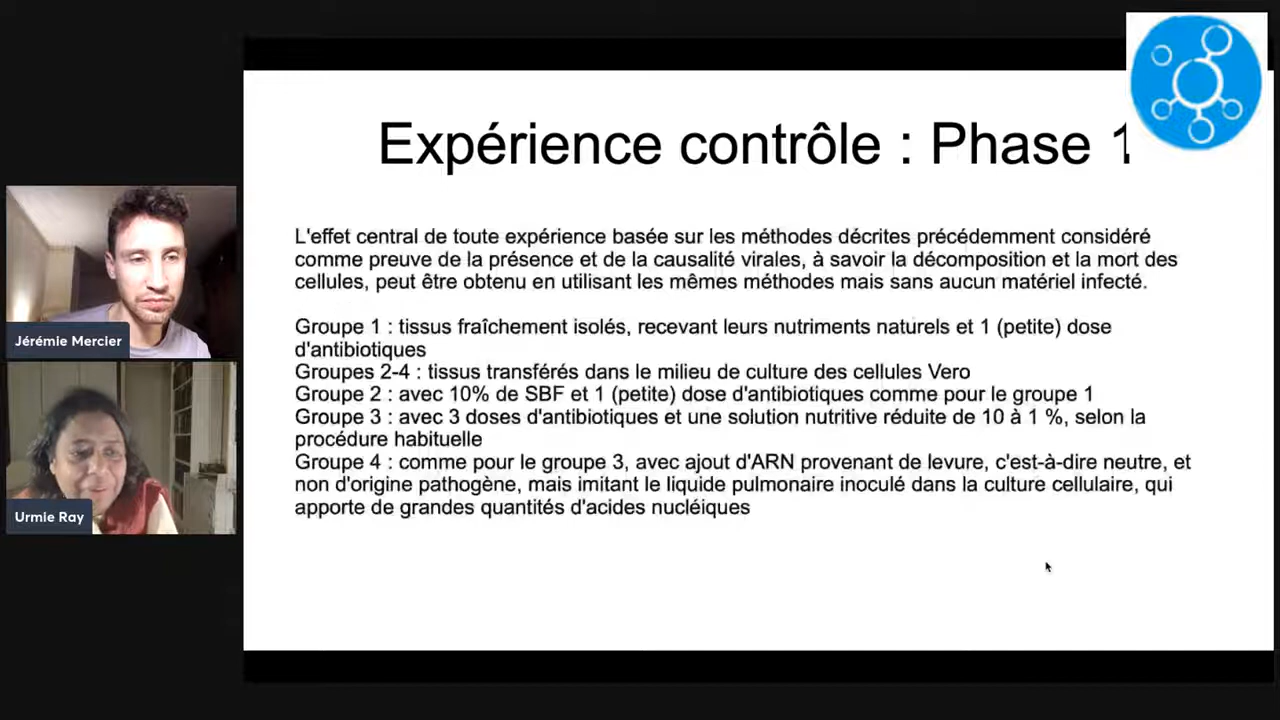 Expérience contrôle : Phase 1
L'effet central de toute expérience basée sur les méthodes décrites précédemment considéré
comme preuve de la présence et de la causalité virales, à savoir la décomposition et la mort des
cellules, peut être obtenu en utilisant les mêmes méthodes mais sans aucun matériel infecté.
Groupe 1 : tissus fraîchement isolés, recevant leurs nutriments naturels et 1 (petite) dose
d'antibiotiques
Groupes 2-4 : tissus transférés dans le milieu de culture des cellules Vero
Groupe 2 : avec 10% de SBF et 1 (petite) dose d'antibiotiques comme pour le groupe 1
Groupe 3 : avec 3 doses d'antibiotiques et une solution nutritive réduite de 10 à 1 %, selon la
procédure habituelle
Groupe 4 : comme pour le groupe 3, avec ajout d'ARN provenant de levure, c'est-à-dire neutre, et
non d'origine pathogène, mais imitant le liquide pulmonaire inoculé dans la culture cellulaire, qui
apporte de grandes quantités d'acides nucléiques
Jérémie Mercier
Urmie Ray